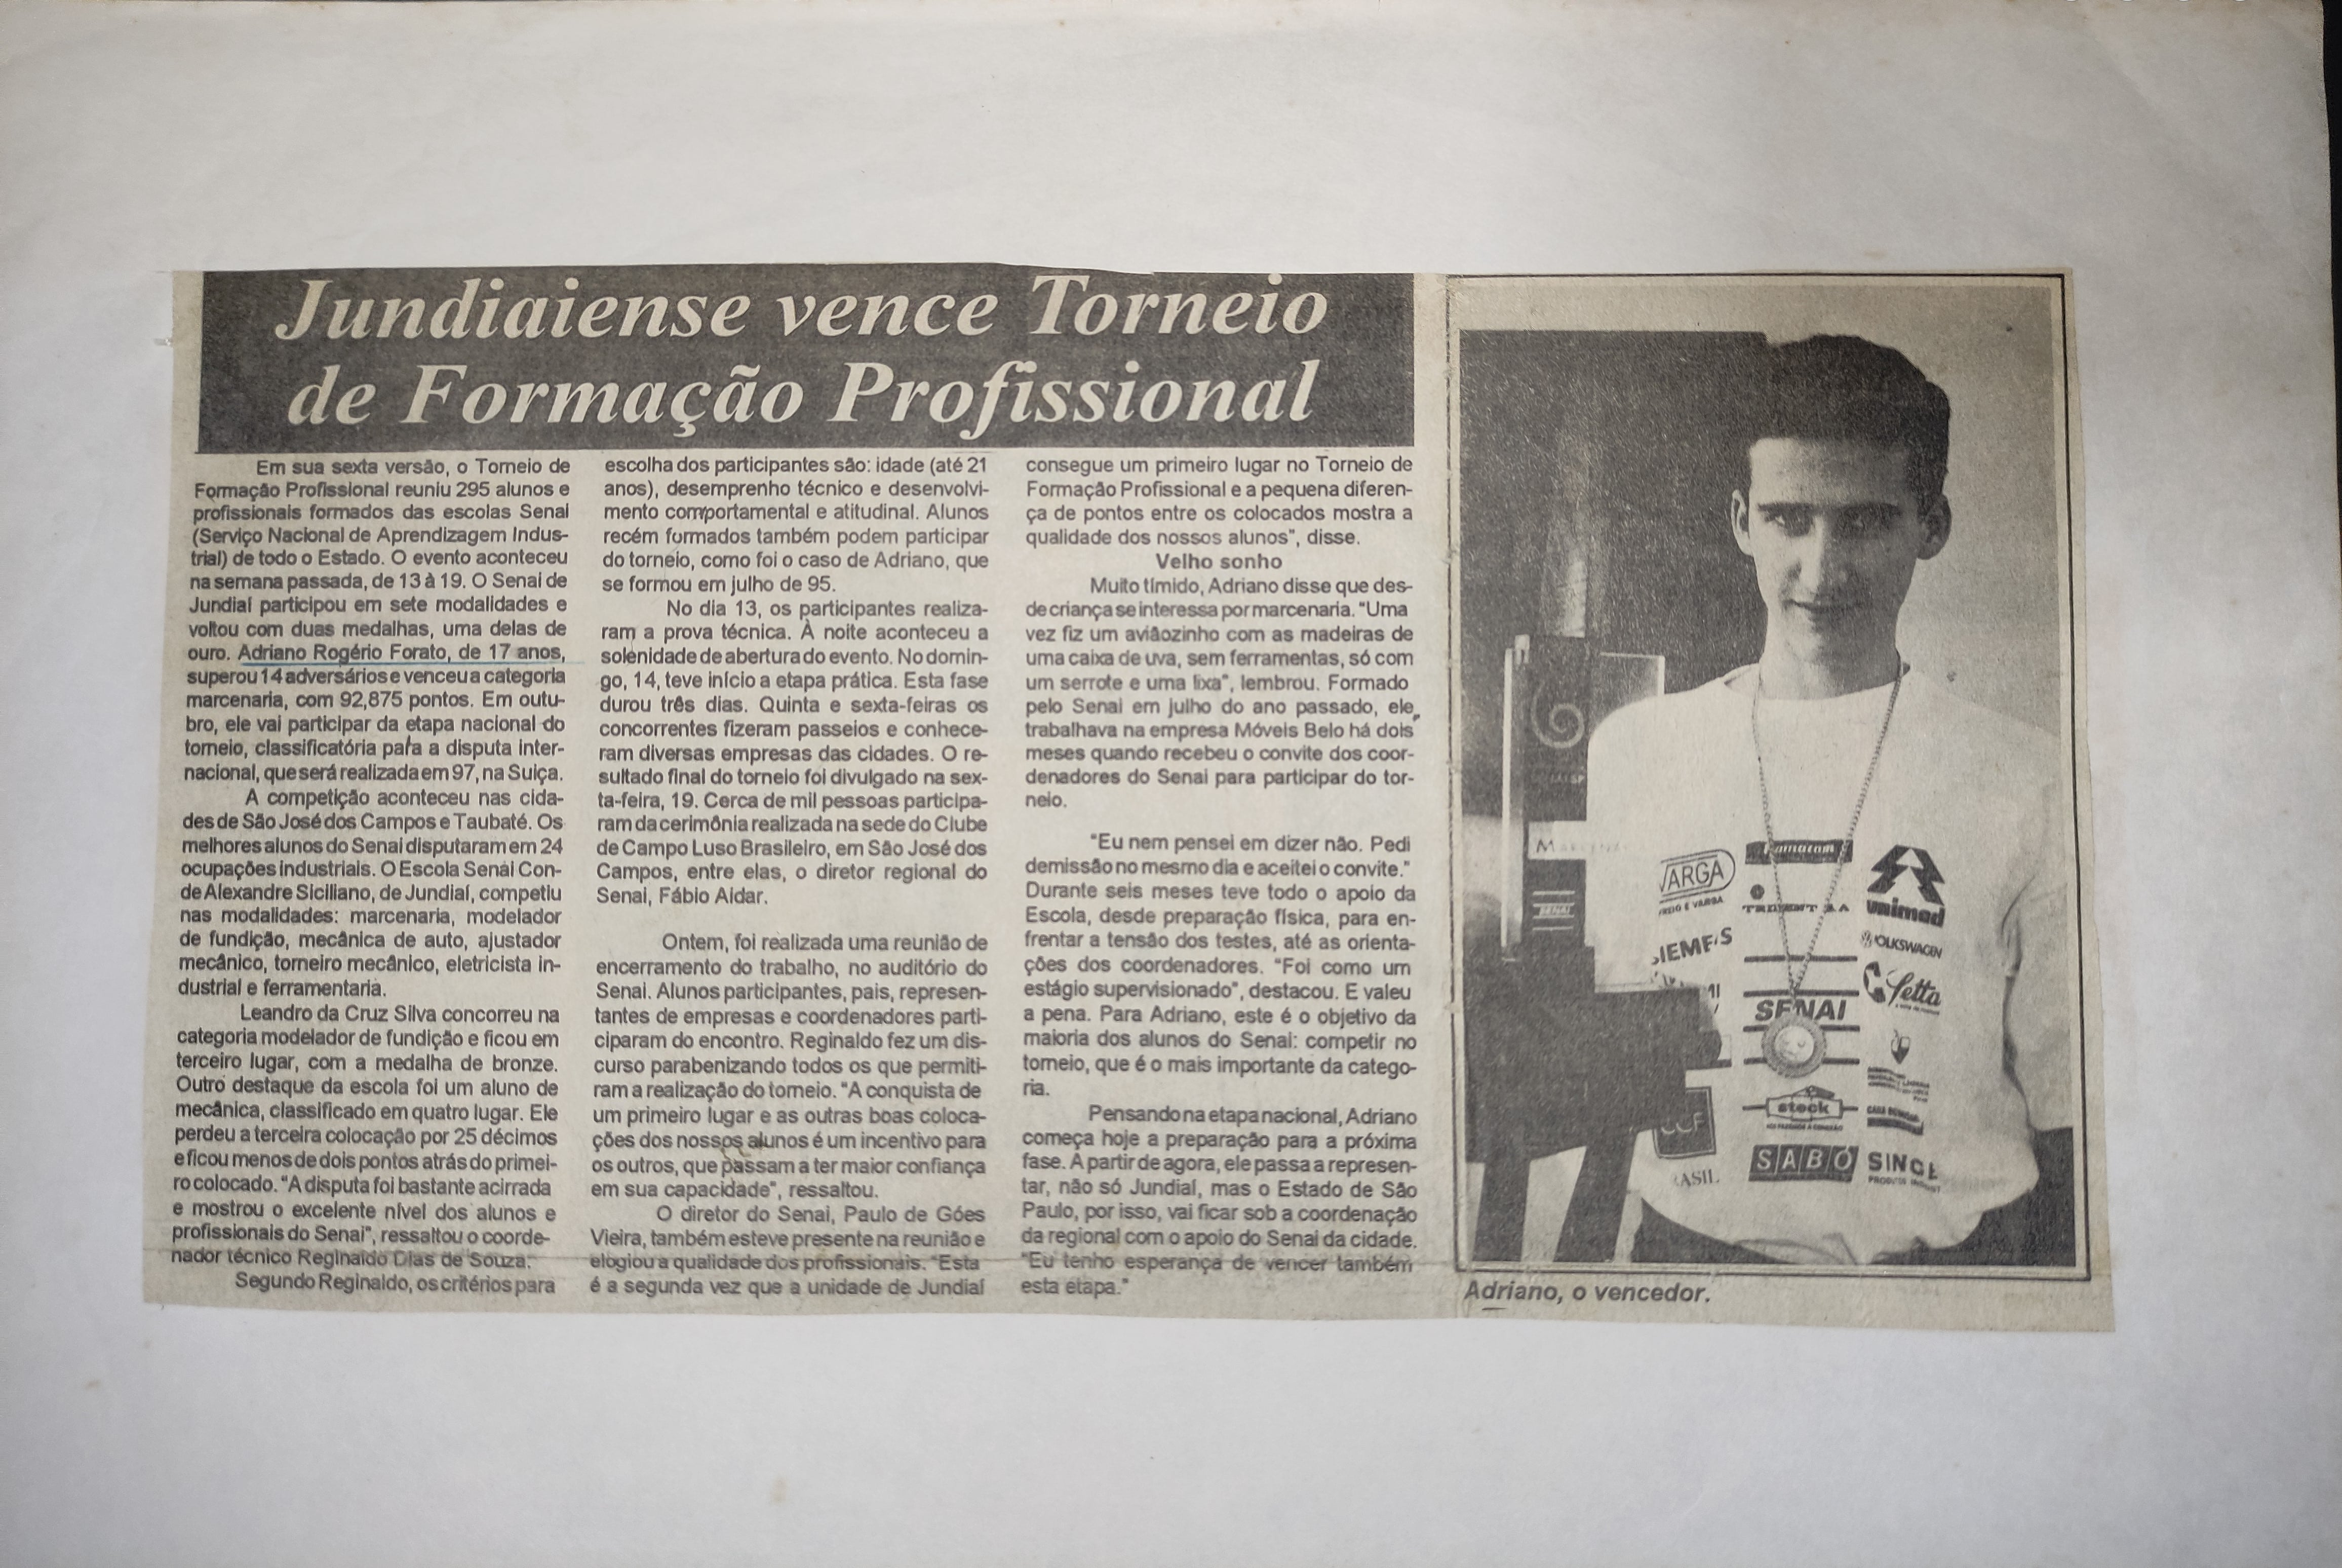 Jundiaiense vence Torneio
de Formação Profissional
Em sua sexta versão, o Torneio de
Formação Profissional reuniu 295 alunos e
profissionais formados das escolas Senai
(Serviço Nacional de Aprendizagem Indus-
trial) de todo o Estado. O evento aconteceu
na semana passada, de 13 à 19. O Senai de
Jundiaí participou em sete modalidades e
voltou com duas medalhas, uma delas de
ouro. Adriano Rogério Forato, de 17 anos,
superou 14 adversários e venceu a categoria
marcenaria, com 92,875 pontos. Em outu-
bro, ele vai participar da etapa nacional do
torneio, classificatória para a disputa inter-
nacional, que será realizada em 97, na Suiça.
A competição aconteceu nas cida-
des de São José dos Campos e Taubaté. Os
melhores alunos do Senai disputaram em 24
ocupações industriais. O Escola Senai Con-
de Alexandre Siciliano, de Jundiaí, competiu
nas modalidades: marcenaria, modelador
de fundição, mecânica de auto, ajustador
mecânico, torneiro mecânico, eletricista in-
dustrial e ferramentaria.
Leandro da Cruz Silva concorreu na
categoria modelador de fundição e ficou em
terceiro lugar, com a medalha de bronze.
Outro destaque da escola foi um aluno de
mecânica, classificado em quatro lugar. Ele
perdeu a terceira colocação por 25 décimos
e ficou menos de dois pontos atrás do primei-
ro colocado. "A disputa foi bastante acirrada
e mostrou o excelente nível dos alunos e
profissionais do Senai", ressaltou o coorde-
nador técnico Reginaldo Dias de Souza.
Segundo Reginaldo, os critérios para
escolha dos participantes são: idade (até 21
anos), desemprenho técnico e desenvolvi-
mento comportamental e atitudinal. Alunos
recém formados também podem participar
do torneio, como foi o caso de Adriano, que
se formou em julho de 95.
No dia 13, os participantes realiza-
ram a prova técnica. À noite aconteceu a
solenidade de abertura do evento. No domin-
go, 14, teve início a etapa prática. Esta fase
durou três dias. Quinta e sexta-feiras os
concorrentes fizeram passeios e conhece-
ram diversas empresas das cidades. O re-
sultado final do torneio foi divulgado na sex-
ta-feira, 19. Cerca de mil pessoas participa-
ram da cerimônia realizada na sede do Clube
de Campo Luso Brasileiro, em São José dos
Campos, entre elas, o diretor regional do
Senai, Fábio Aidar.
Ontem, foi realizada uma reunião de
encerramento do trabalho, no auditório do
Senai. Alunos participantes, pais, represen-
tantes de empresas e coordenadores parti-
ciparam do encontro. Reginaldo fez um dis-
curso parabenizando todos os que permiti-
ram a realização do torneio. "A conquista de
um primeiro lugar e as outras boas coloca-
ções dos nossos alunos é um incentivo para
os outros, que passam a ter maior confiança
em sua capacidade", ressaltou.
O diretor do Senai, Paulo de Góes
Vieira, também esteve presente na reunião e
elogiou a qualidade dos profissionais. "Esta
é a segunda vez que a unidade de Jundiaí
consegue um primeiro lugar no Torneio de
Formação Profissional e a pequena diferen-
ça de pontos entre os colocados mostra a
qualidade dos nossos alunos", disse.
Velho sonho
Muito tímido, Adriano disse que des-
de criança se interessa por marcenaria. "Uma
vez fiz um aviãozinho com as madeiras de
uma caixa de uva, sem ferramentas, só com
um serrote e uma lixa", lembrou. Formado
pelo Senai em julho do ano passado, ele
trabalhava na empresa Móveis Belo há dois
meses quando recebeu o convite dos coor-
denadores do Senai para participar do tor-
neio.
"Eu nem pensei em dizer não. Pedi
demissão no mesmo dia e aceitei o convite."
Durante seis meses teve todo o apoio da
Escola, desde preparação física, para en-
frentar a tensão dos testes, até as orienta-
ções dos coordenadores. "Foi como um
estágio supervisionado", destacou. E valeu
a pena. Para Adriano, este é o objetivo da
maioria dos alunos do Senai: competir no
torneio, que é o mais importante da catego-
ria.
Pensando na etapa nacional, Adriano
começa hoje a preparação para a próxima
fase. A partir de agora, ele passa a represen-
tar, não só Jundiaí, mas o Estado de São
Paulo, por isso, vai ficar sob a coordenação
da regional com o apoio do Senai da cidade.
"Eu tenho esperança de vencer também
esta etapa."
VARGA
FREIO É VARGA
TRIDENT S.A
unimed
VOLKSWAGEN
Setta
SENAI
SENAI
steck
SABÓ
Adriano, o vencedor.